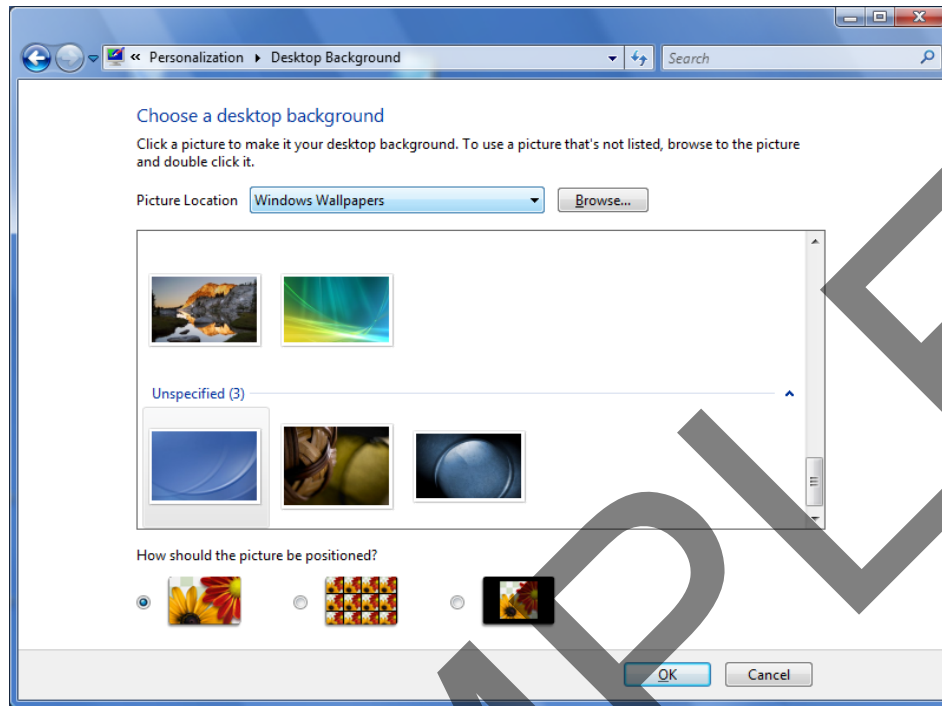 « Personalization ▸ Desktop Background
Search
Choose a desktop background
Click a picture to make it your desktop background. To use a picture that's not listed, browse to the picture
and double click it.
Picture Location Windows Wallpapers Browse...
Unspecified (3)
How should the picture be positioned?
OK Cancel
MPLE